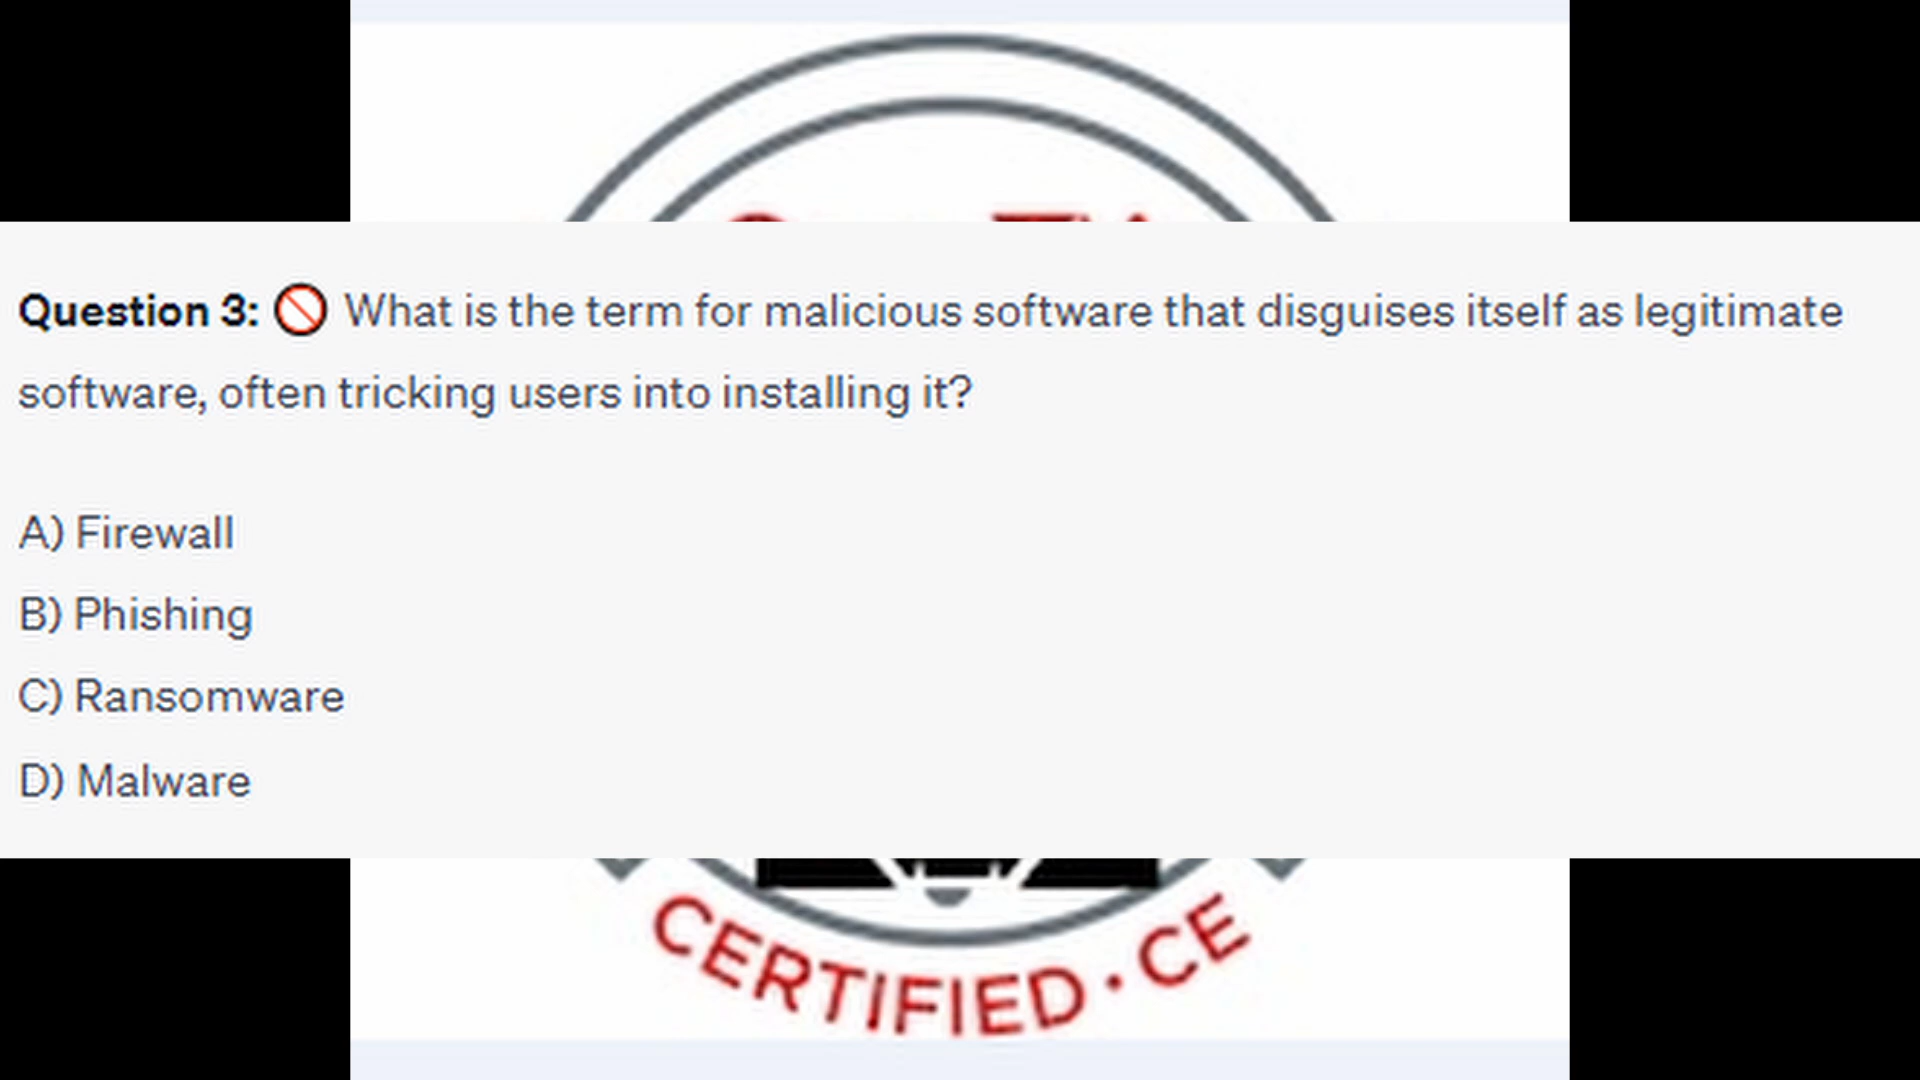 Question 3: 🚫 What is the term for malicious software that disguises itself as legitimate
software, often tricking users into installing it?
A) Firewall
B) Phishing
C) Ransomware
D) Malware
CERTIFIED · CE